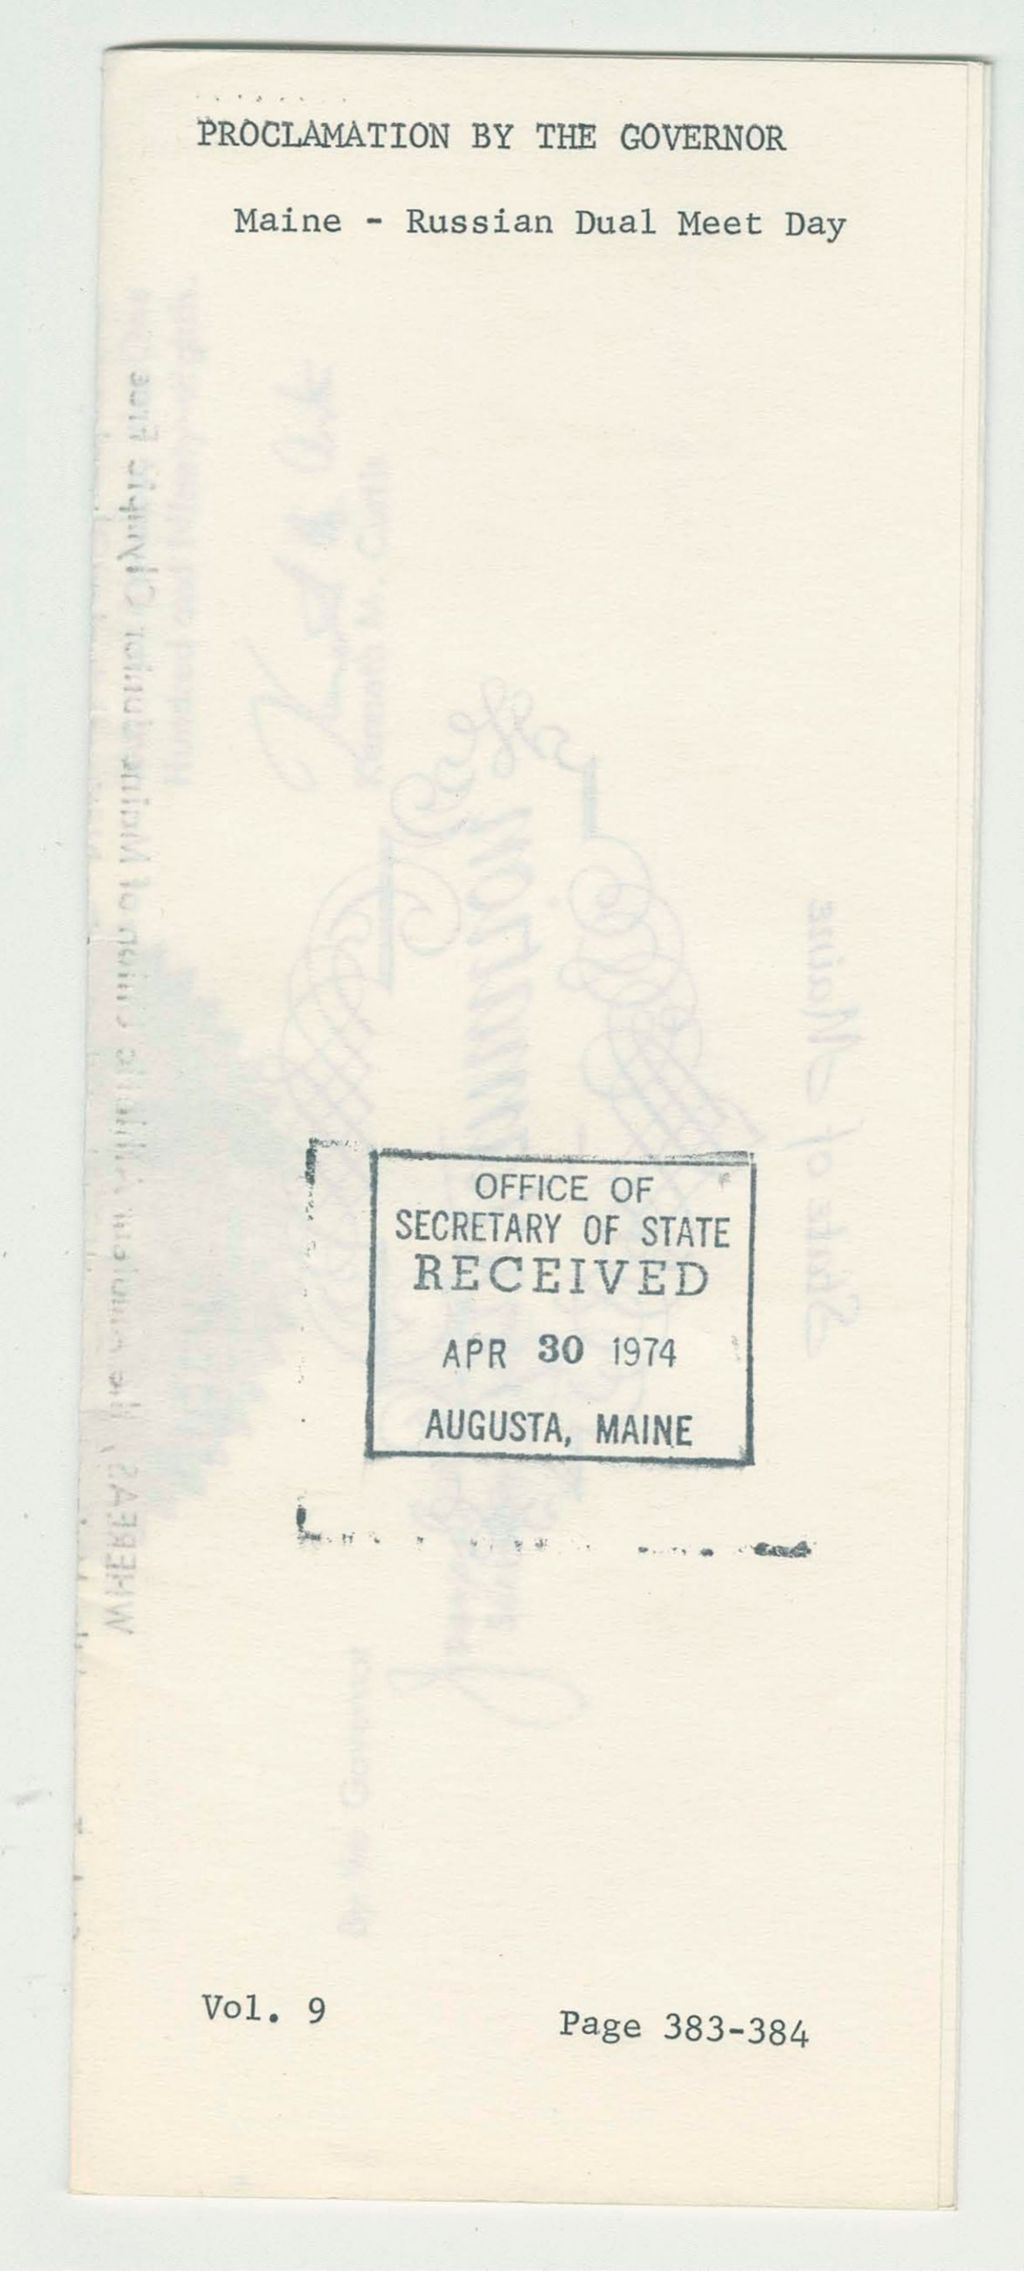 PROCLAMATION BY THE GOVERNOR
Maine - Russian Dual Meet Day
OFFICE OF
SECRETARY OF STATE
RECEIVED
APR 30 1974
AUGUSTA, MAINE
Vol. 9
Page 383-384